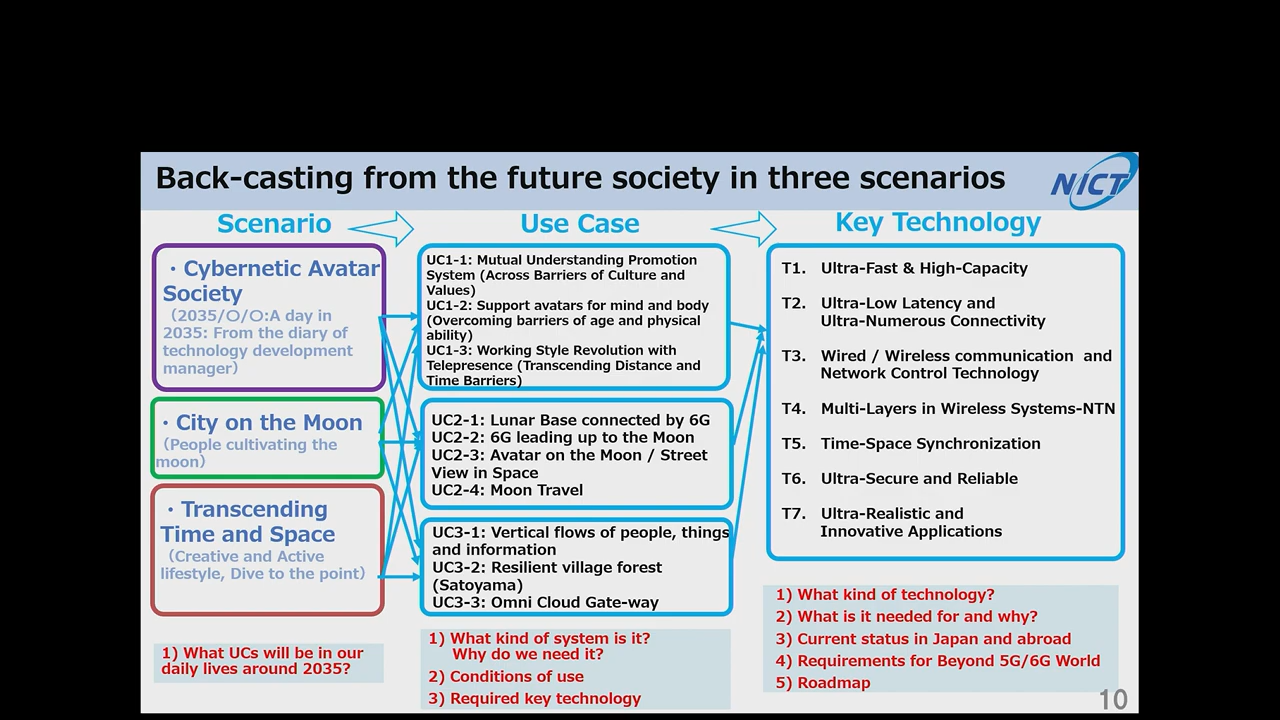 Back-casting from the future society in three scenarios
NICT
Scenario
Use Case
Key Technology
・Cybernetic Avatar
Society
（2035/〇/〇:A day in
2035: From the diary of
technology development
manager）
・City on the Moon
（People cultivating the
moon）
・Transcending
Time and Space
（Creative and Active
lifestyle, Dive to the point）
1) What UCs will be in our
daily lives around 2035?
UC1-1: Mutual Understanding Promotion
System (Across Barriers of Culture and
Values)
UC1-2: Support avatars for mind and body
(Overcoming barriers of age and physical
ability)
UC1-3: Working Style Revolution with
Telepresence (Transcending Distance and
Time Barriers)
UC2-1: Lunar Base connected by 6G
UC2-2: 6G leading up to the Moon
UC2-3: Avatar on the Moon / Street
View in Space
UC2-4: Moon Travel
UC3-1: Vertical flows of people, things
and information
UC3-2: Resilient village forest
(Satoyama)
UC3-3: Omni Cloud Gate-way
1) What kind of system is it?
Why do we need it?
2) Conditions of use
3) Required key technology
T1. Ultra-Fast & High-Capacity
T2. Ultra-Low Latency and
Ultra-Numerous Connectivity
T3. Wired / Wireless communication and
Network Control Technology
T4. Multi-Layers in Wireless Systems-NTN
T5. Time-Space Synchronization
T6. Ultra-Secure and Reliable
T7. Ultra-Realistic and
Innovative Applications
1) What kind of technology?
2) What is it needed for and why?
3) Current status in Japan and abroad
4) Requirements for Beyond 5G/6G World
5) Roadmap
10